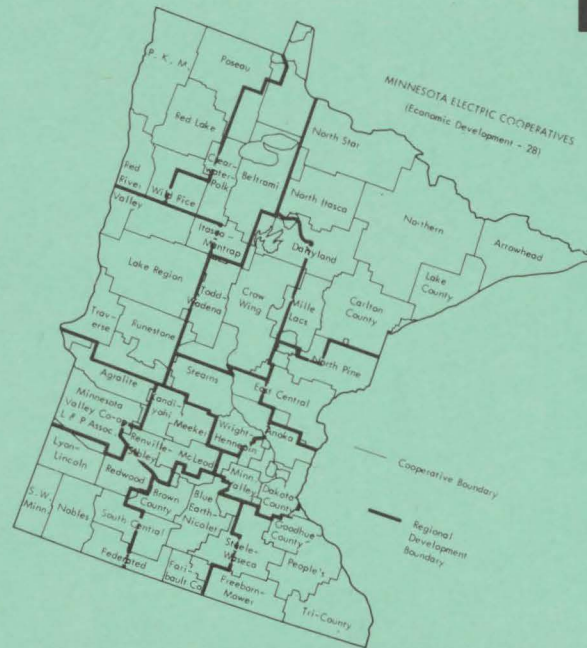 MINNESOTA ELECTRIC COOPERATIVES
(Economic Development - 28)
P. K. M.
Poseau
Red Lake
North Star
Clear-
water-
Polk
Beltrami
Red
River
Valley
Wild Rice
North Itasca
Northern
Arrowhead
Itasca -
Mantrap
Dairyland
Lake
County
Lake Region
Todd-
Wadena
Crow
Wing
Mille
Lacs
Carlton
County
Trav-
erse
Runestone
North Pine
Stearns
East Central
Agralite
Kandi-
yohi
Meeker
Wright-
Hennepin
Anoka
Minnesota
Valley Co-op
L & P Assoc.
Renville-
Sibley
McLeod
Minn.
Valley
Dakota
County
Lyon-
Lincoln
Redwood
Brown
County
Blue
Earth-
Nicolet
Goodhue
County
S.W.
Minn
Nobles
South Central
Steele-
Waseca
People's
Federated
Fari-
bault Co
Freeborn-
Mower
Tri-County
Cooperative Boundary
Regional
Development
Boundary